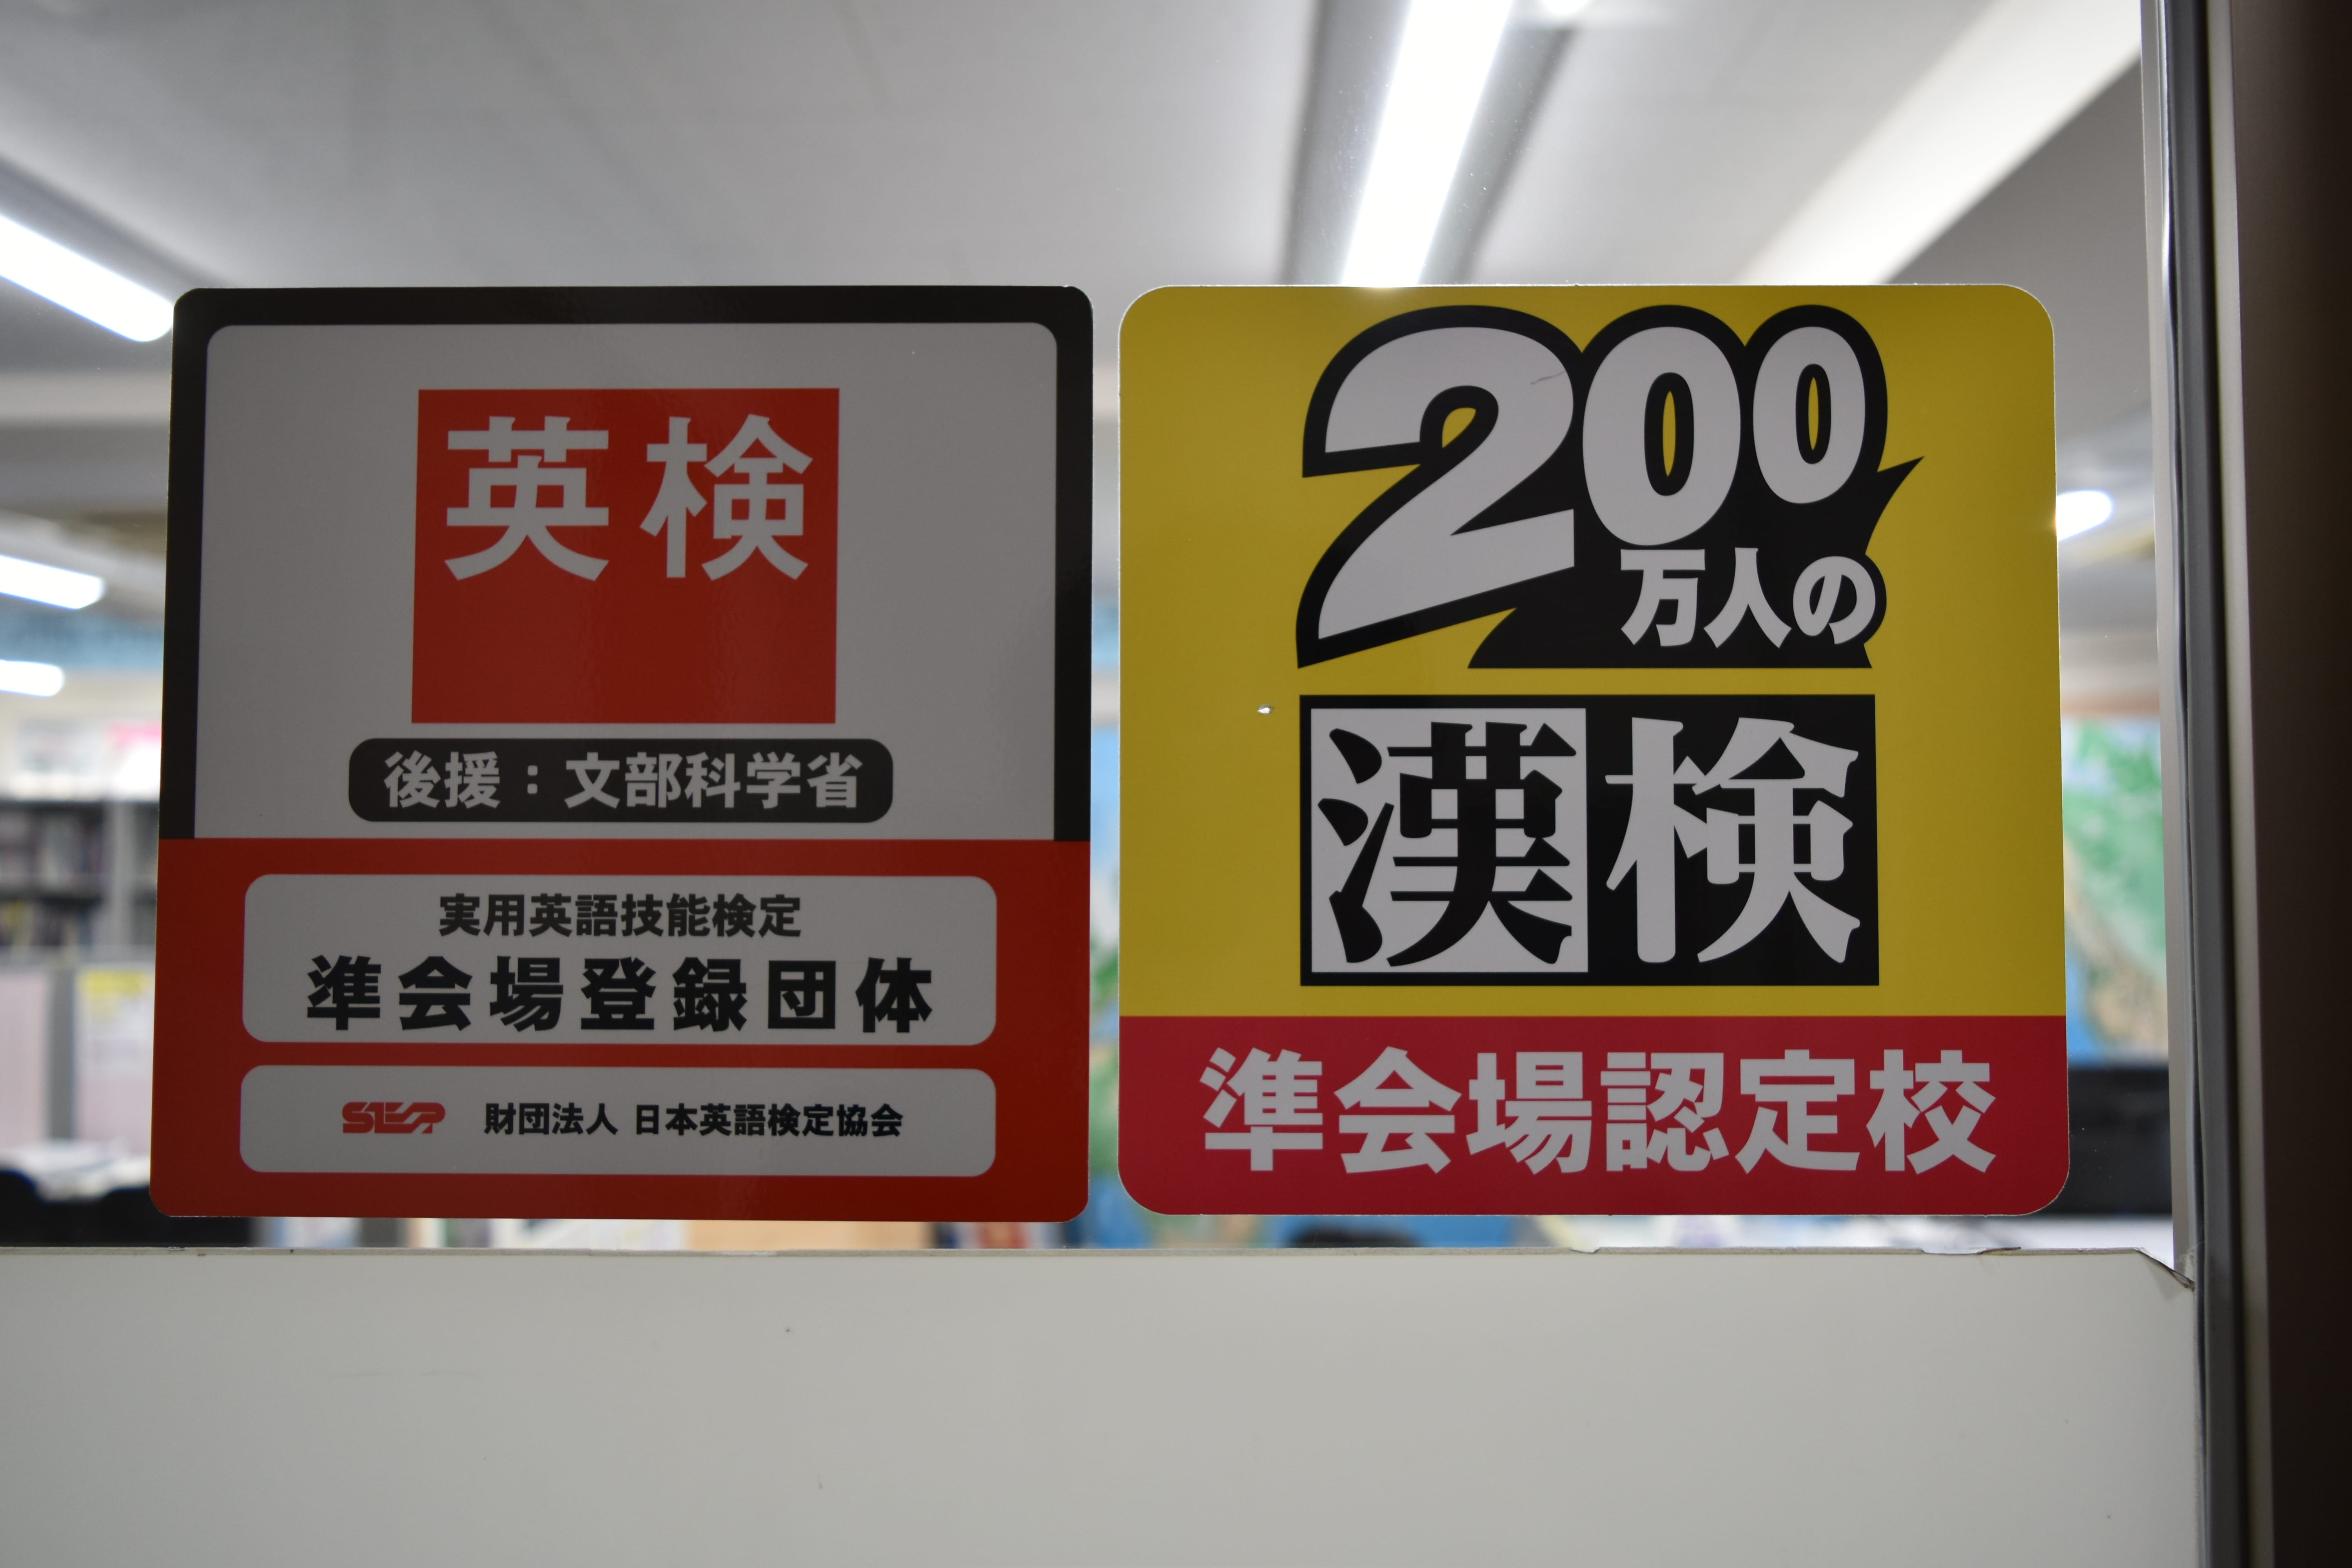 英検
後援：文部科学省
実用英語技能検定
準会場登録団体
STEP 財団法人 日本英語検定協会
200
万人の
漢検
準会場認定校